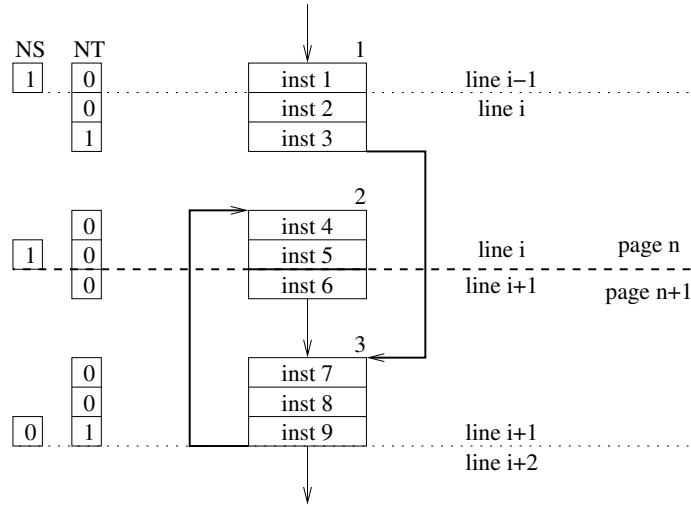 NS NT 1
1 0 inst 1 line i−1
0 inst 2 line i
1 inst 3
2
0 inst 4
1 0 inst 5 line i page n
0 inst 6 line i+1 page n+1
3
0 inst 7
0 inst 8
0 1 inst 9 line i+1
line i+2